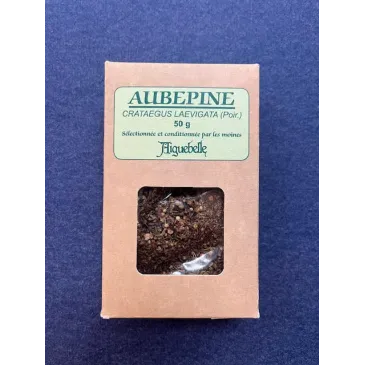 AUBEPINE
CRATAEGUS LAEVIGATA (Poir.)
50 g
Sélectionnée et conditionnée par les moines
Aiguebelle